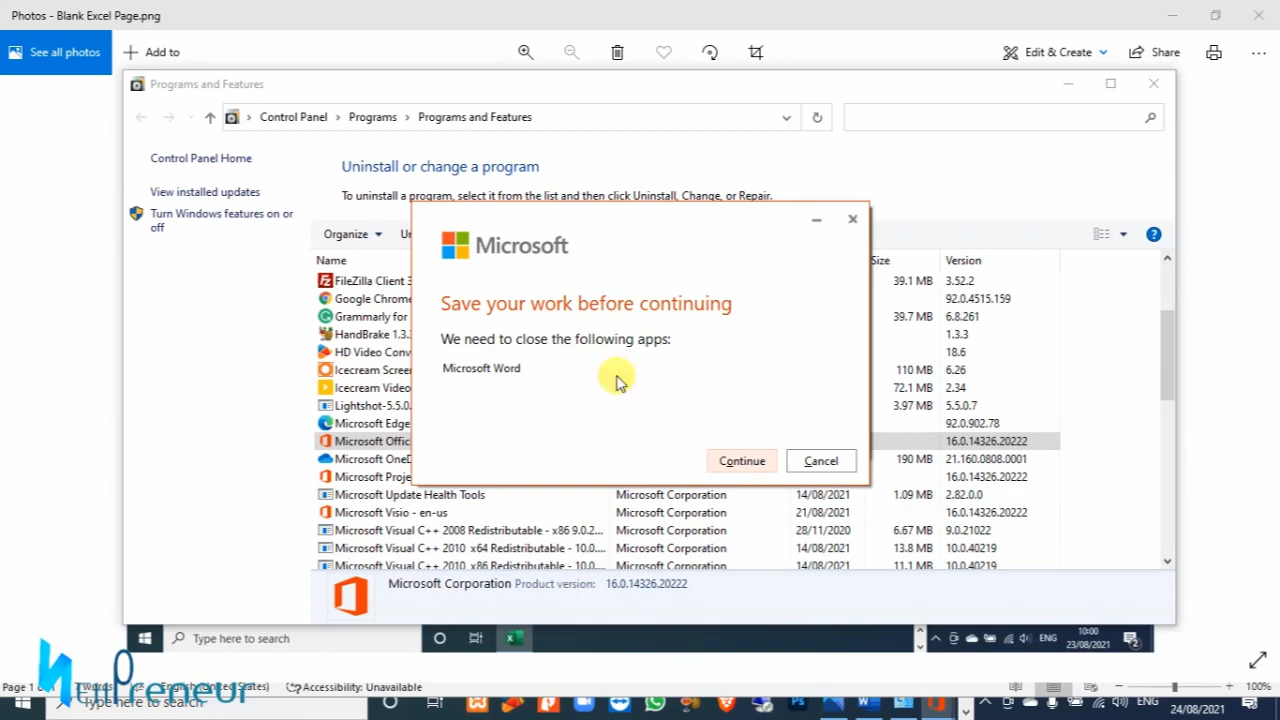 Photos - Blank Excel Page.png
See all photos
Add to
Edit & Create
Share
Programs and Features
Control Panel > Programs > Programs and Features
Control Panel Home
View installed updates
Turn Windows features on or
off
Uninstall or change a program
To uninstall a program, select it from the list and then click Uninstall, Change, or Repair.
Organize
Un
Microsoft
Save your work before continuing
We need to close the following apps:
Microsoft Word
Continue
Cancel
Name
Size
Version
FileZilla Client 3
39.1 MB
3.52.2
Google Chrome
92.0.4515.159
Grammarly for
39.7 MB
6.8.261
HandBrake 1.3.3
1.3.3
HD Video Conv
18.6
Icecream Screen
110 MB
6.26
Icecream Video
72.1 MB
2.34
Lightshot-5.5.0.
3.97 MB
5.5.0.7
Microsoft Edge
92.0.902.78
Microsoft Offic
16.0.14326.20222
Microsoft OneD
190 MB
21.160.0808.0001
Microsoft Proje
16.0.14326.20222
Microsoft Update Health Tools
Microsoft Corporation
14/08/2021
1.09 MB
2.82.0.0
Microsoft Visio - en-us
Microsoft Corporation
21/08/2021
16.0.14326.20222
Microsoft Visual C++ 2008 Redistributable - x86 9.0.2...
Microsoft Corporation
28/11/2020
6.67 MB
9.0.21022
Microsoft Visual C++ 2010 x64 Redistributable - 10.0....
Microsoft Corporation
14/08/2021
13.8 MB
10.0.40219
Microsoft Visual C++ 2010 x86 Redistributable - 10.0....
Microsoft Corporation
14/08/2021
11.1 MB
10.0.40219
Microsoft Corporation Product version: 16.0.14326.20222
Type here to search
ENG
10:00
23/08/2021
2
Page 1 o
words
English (United States)
Accessibility: Unavailable
100%
HuliPreneur
Type here to search
ENG
24/08/2021